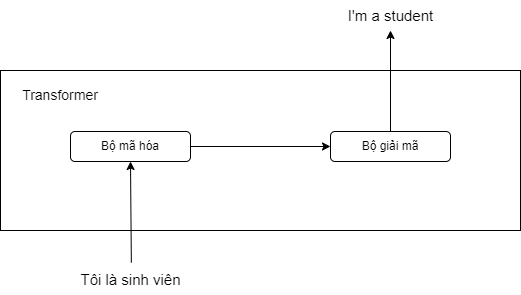 I'm a student
Transformer
Bộ mã hóa
Bộ giải mã
Tôi là sinh viên